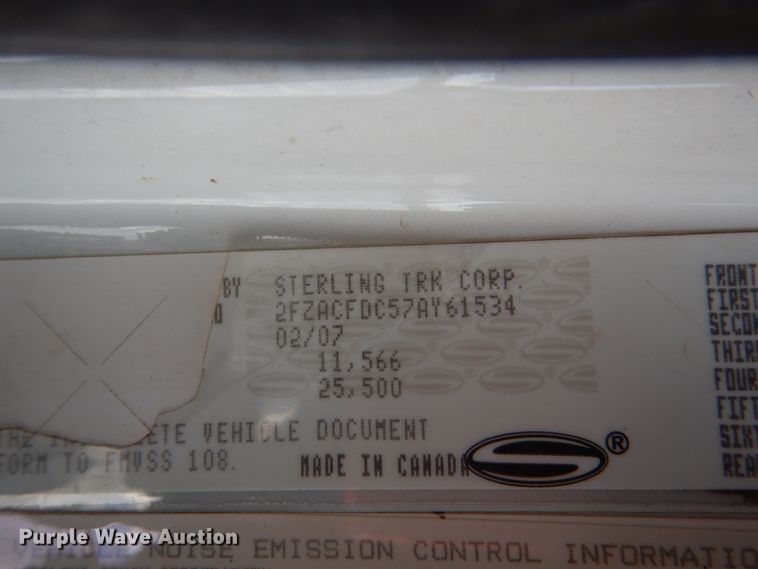 BY STERLING TRK CORP.
2FZACFDC57AY61534
02/07
11,566
25,500
VEHICLE DOCUMENT
FORM TO FMVSS 108.
MADE IN CANADA
®
FRONT
FIRST
SECON
THIR
FOUR
FIFT
SIXT
REA
VEHICLE NOISE EMISSION CONTROL INFORMATIO
Purple Wave Auction